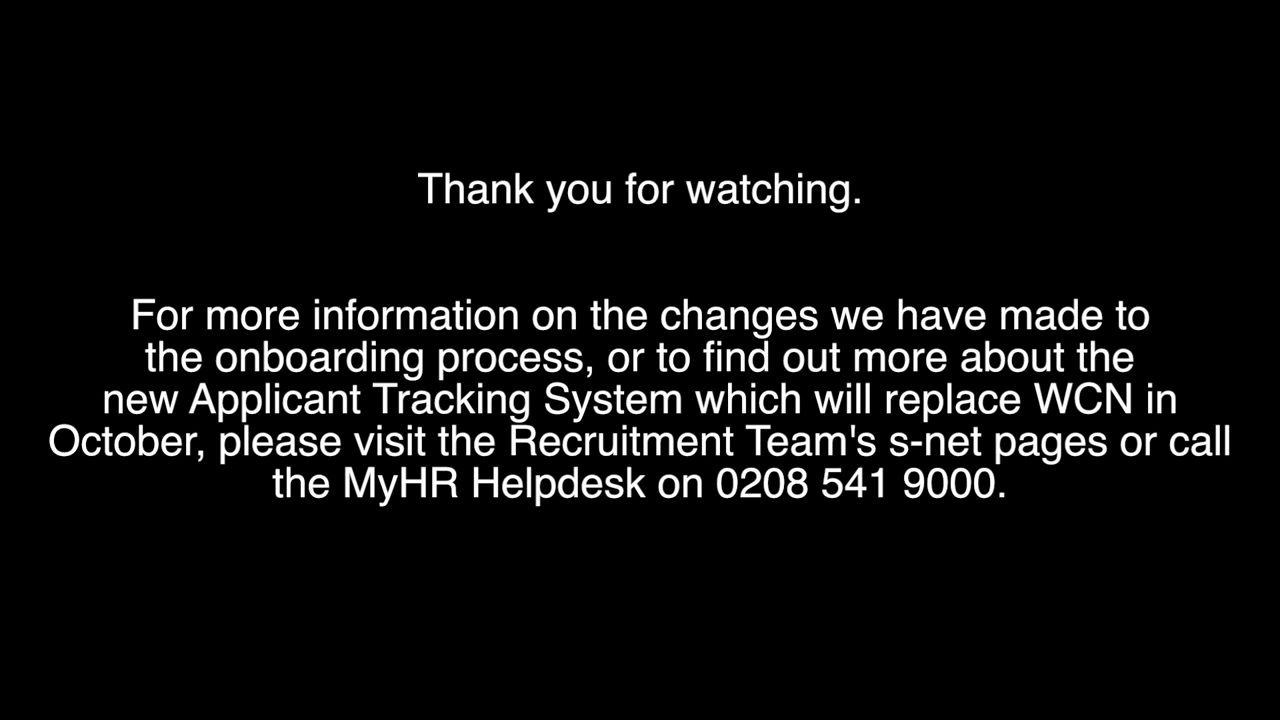 Thank you for watching.
For more information on the changes we have made to
the onboarding process, or to find out more about the
new Applicant Tracking System which will replace WCN in
October, please visit the Recruitment Team's s-net pages or call
the MyHR Helpdesk on 0208 541 9000.